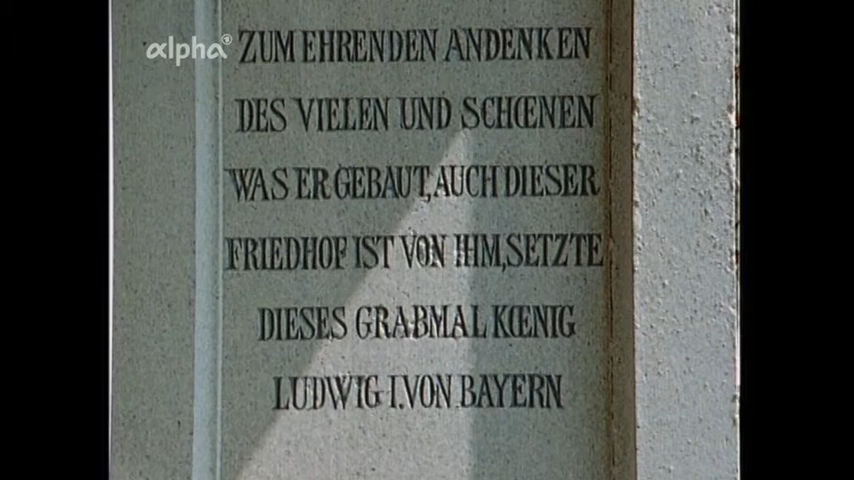 alpha
ZUM EHRENDEN ANDENKEN
DES VIELEN UND SCHŒNEN
WAS ER GEBAUT, AUCH DIESER
FRIEDHOF IST VON IHM, SETZTE
DIESES GRABMAL KŒNIG
LUDWIG I. VON BAYERN